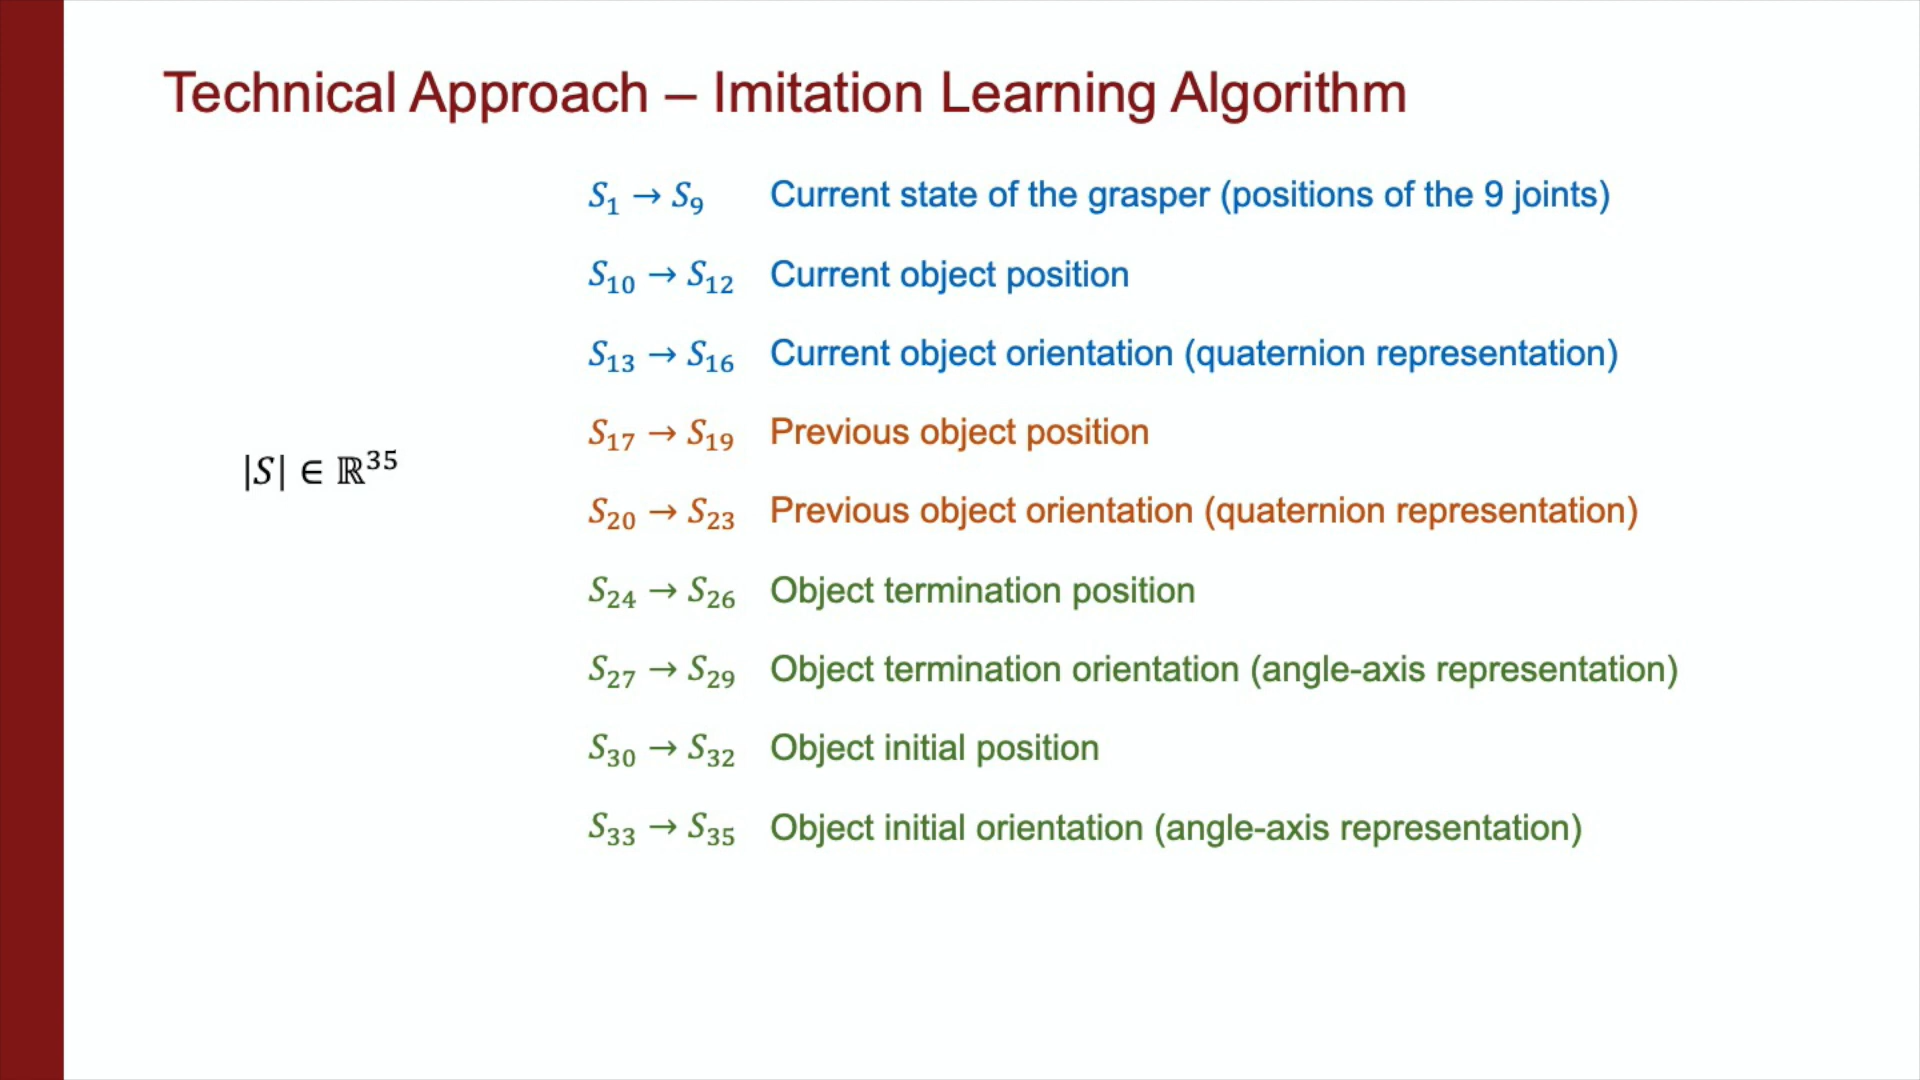 Technical Approach – Imitation Learning Algorithm
S₁ → S₉ Current state of the grasper (positions of the 9 joints)
S₁₀ → S₁₂ Current object position
S₁₃ → S₁₆ Current object orientation (quaternion representation)
S₁₇ → S₁₉ Previous object position
|S| ∈ ℝ³⁵
S₂₀ → S₂₃ Previous object orientation (quaternion representation)
S₂₄ → S₂₆ Object termination position
S₂₇ → S₂₉ Object termination orientation (angle-axis representation)
S₃₀ → S₃₂ Object initial position
S₃₃ → S₃₅ Object initial orientation (angle-axis representation)